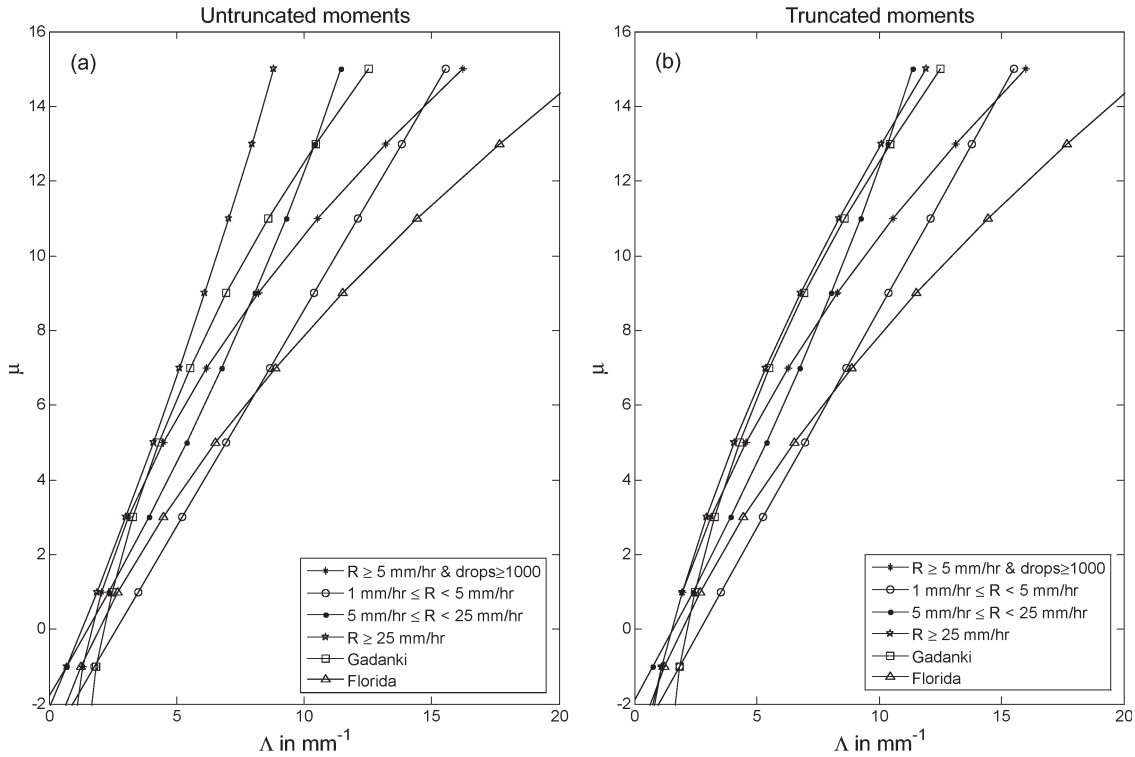 Untruncated moments
(a)
16
14
12
10
8
6
4
2
0
-2
μ
0 5 10 15 20
Λ in mm-1
R ≥ 5 mm/hr & drops≥1000
1 mm/hr ≤ R < 5 mm/hr
5 mm/hr ≤ R < 25 mm/hr
R ≥ 25 mm/hr
Gadanki
Florida
Truncated moments
(b)
16
14
12
10
8
6
4
2
0
-2
μ
0 5 10 15 20
Λ in mm-1
R ≥ 5 mm/hr & drops≥1000
1 mm/hr ≤ R < 5 mm/hr
5 mm/hr ≤ R < 25 mm/hr
R ≥ 25 mm/hr
Gadanki
Florida